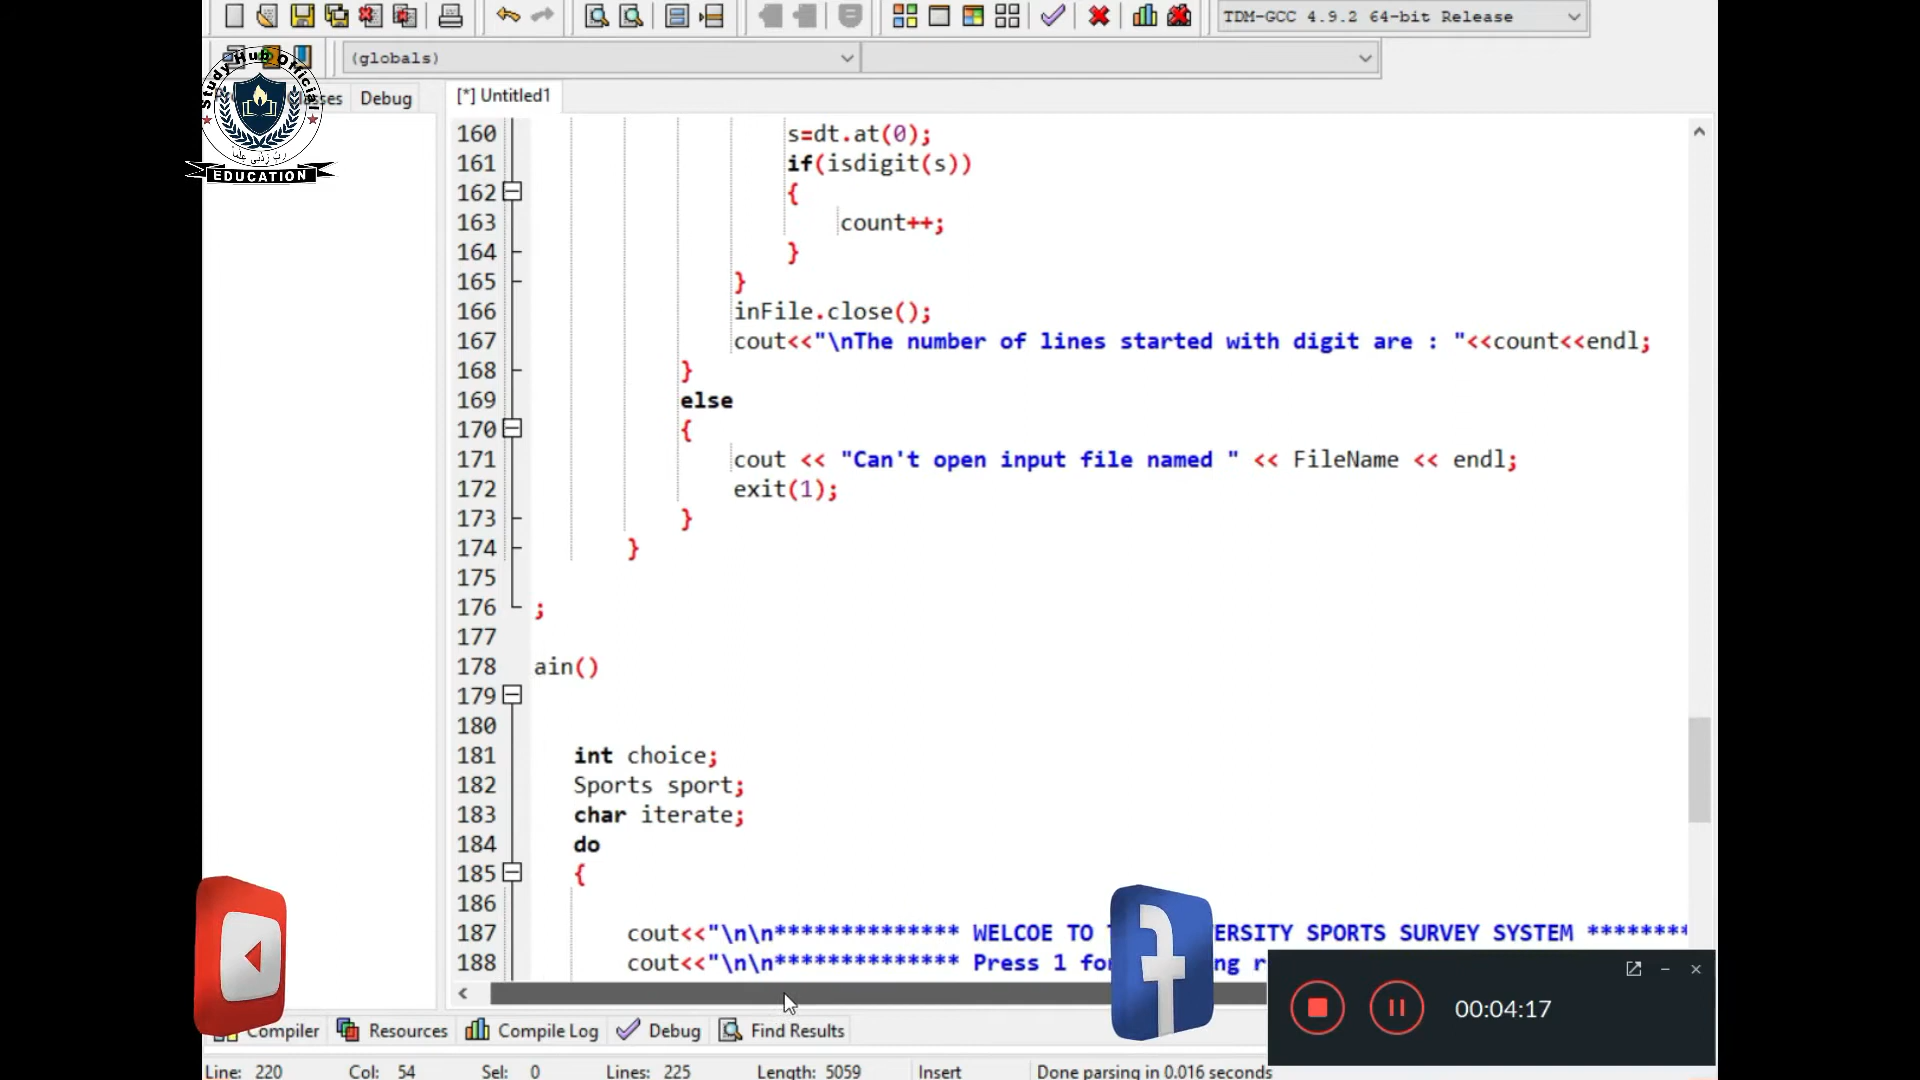 TDM-GCC 4.9.2 64-bit Release
(globals)
Study Hub Official
EDUCATION
Debug
[*] Untitled1
160 s=dt.at(0);
161 if(isdigit(s))
162 {
163 count++;
164 }
165 }
166 inFile.close();
167 cout<<"\nThe number of lines started with digit are : "<<count<<endl;
168 }
169 else
170 {
171 cout << "Can't open input file named " << FileName << endl;
172 exit(1);
173 }
174 }
175
176 ;
177
178 ain()
179
180
181 int choice;
182 Sports sport;
183 char iterate;
184 do
185 {
186
187 cout<<"\n\n************** WELCOE TO ERSITY SPORTS SURVEY SYSTEM ********
188 cout<<"\n\n************** Press 1 for
00:04:17
Compiler Resources Compile Log Debug Find Results
Line: 220 Col: 54 Sel: 0 Lines: 225 Length: 5059 Insert Done parsing in 0.016 seconds